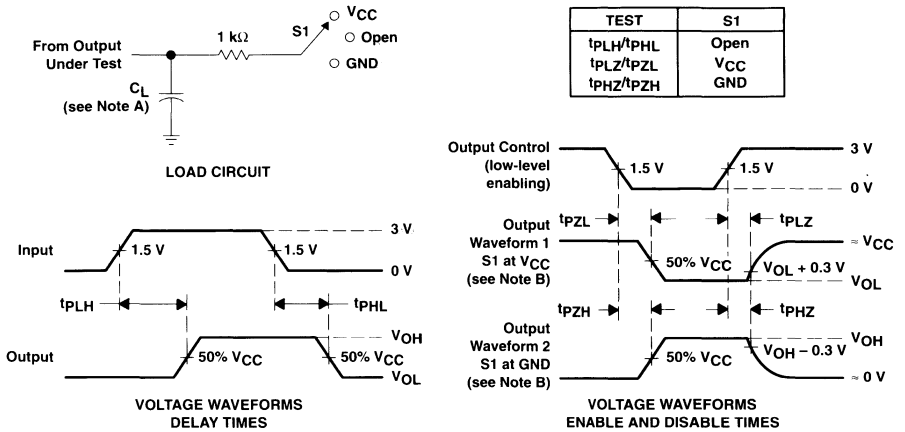 VCC
S1
Open
GND
1 kΩ
From Output
Under Test
CL
(see Note A)
LOAD CIRCUIT
TEST S1
tPLH/tPHL Open
tPLZ/tPZL VCC
tPHZ/tPZH GND
Input
1.5 V
1.5 V
3 V
0 V
tPLH
tPHL
Output
50% VCC
50% VCC
VOH
VOL
VOLTAGE WAVEFORMS
DELAY TIMES
Output Control
(low-level
enabling)
1.5 V
1.5 V
3 V
0 V
tPZL
tPLZ
Output
Waveform 1
S1 at VCC
(see Note B)
50% VCC
≈ VCC
VOL + 0.3 V
VOL
tPZH
tPHZ
Output
Waveform 2
S1 at GND
(see Note B)
50% VCC
VOH
VOH − 0.3 V
≈ 0 V
VOLTAGE WAVEFORMS
ENABLE AND DISABLE TIMES